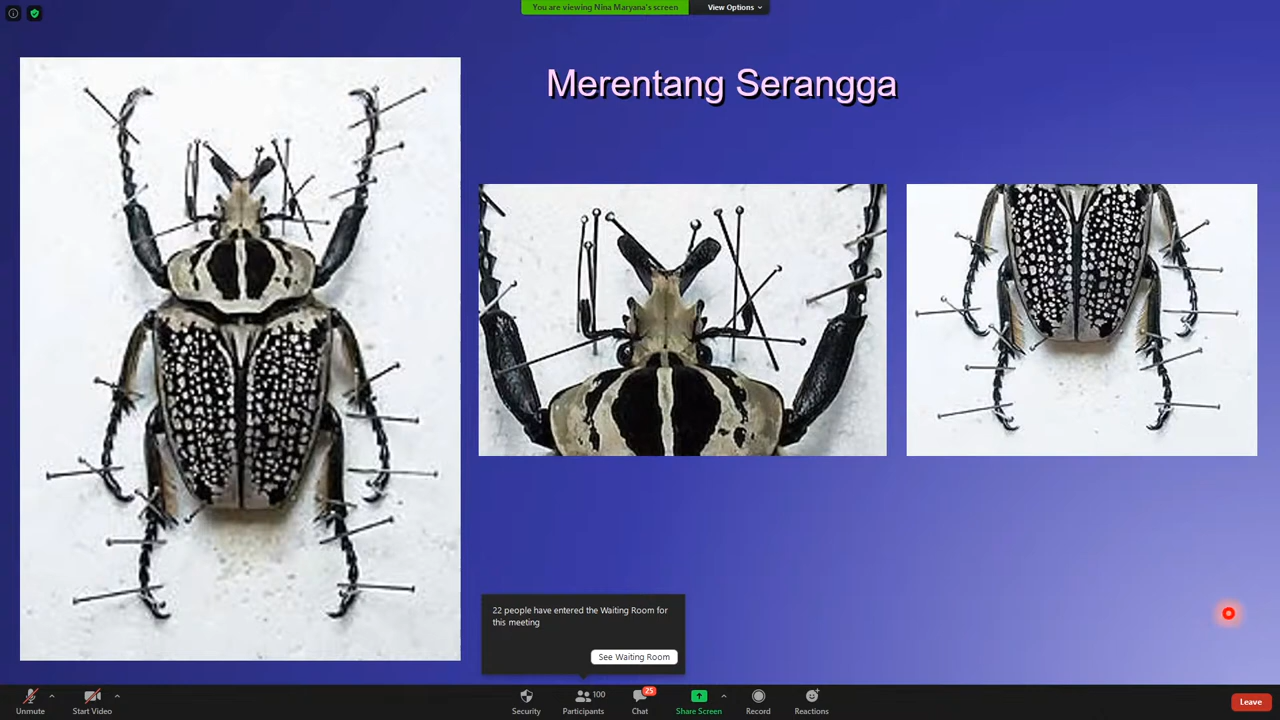 You are viewing Nina Maryana's screen
View Options
Merentang Serangga
22 people have entered the Waiting Room for
this meeting
See Waiting Room
Unmute
Start Video
Security
Participants
100
Chat
25
Share Screen
Record
Reactions
Leave